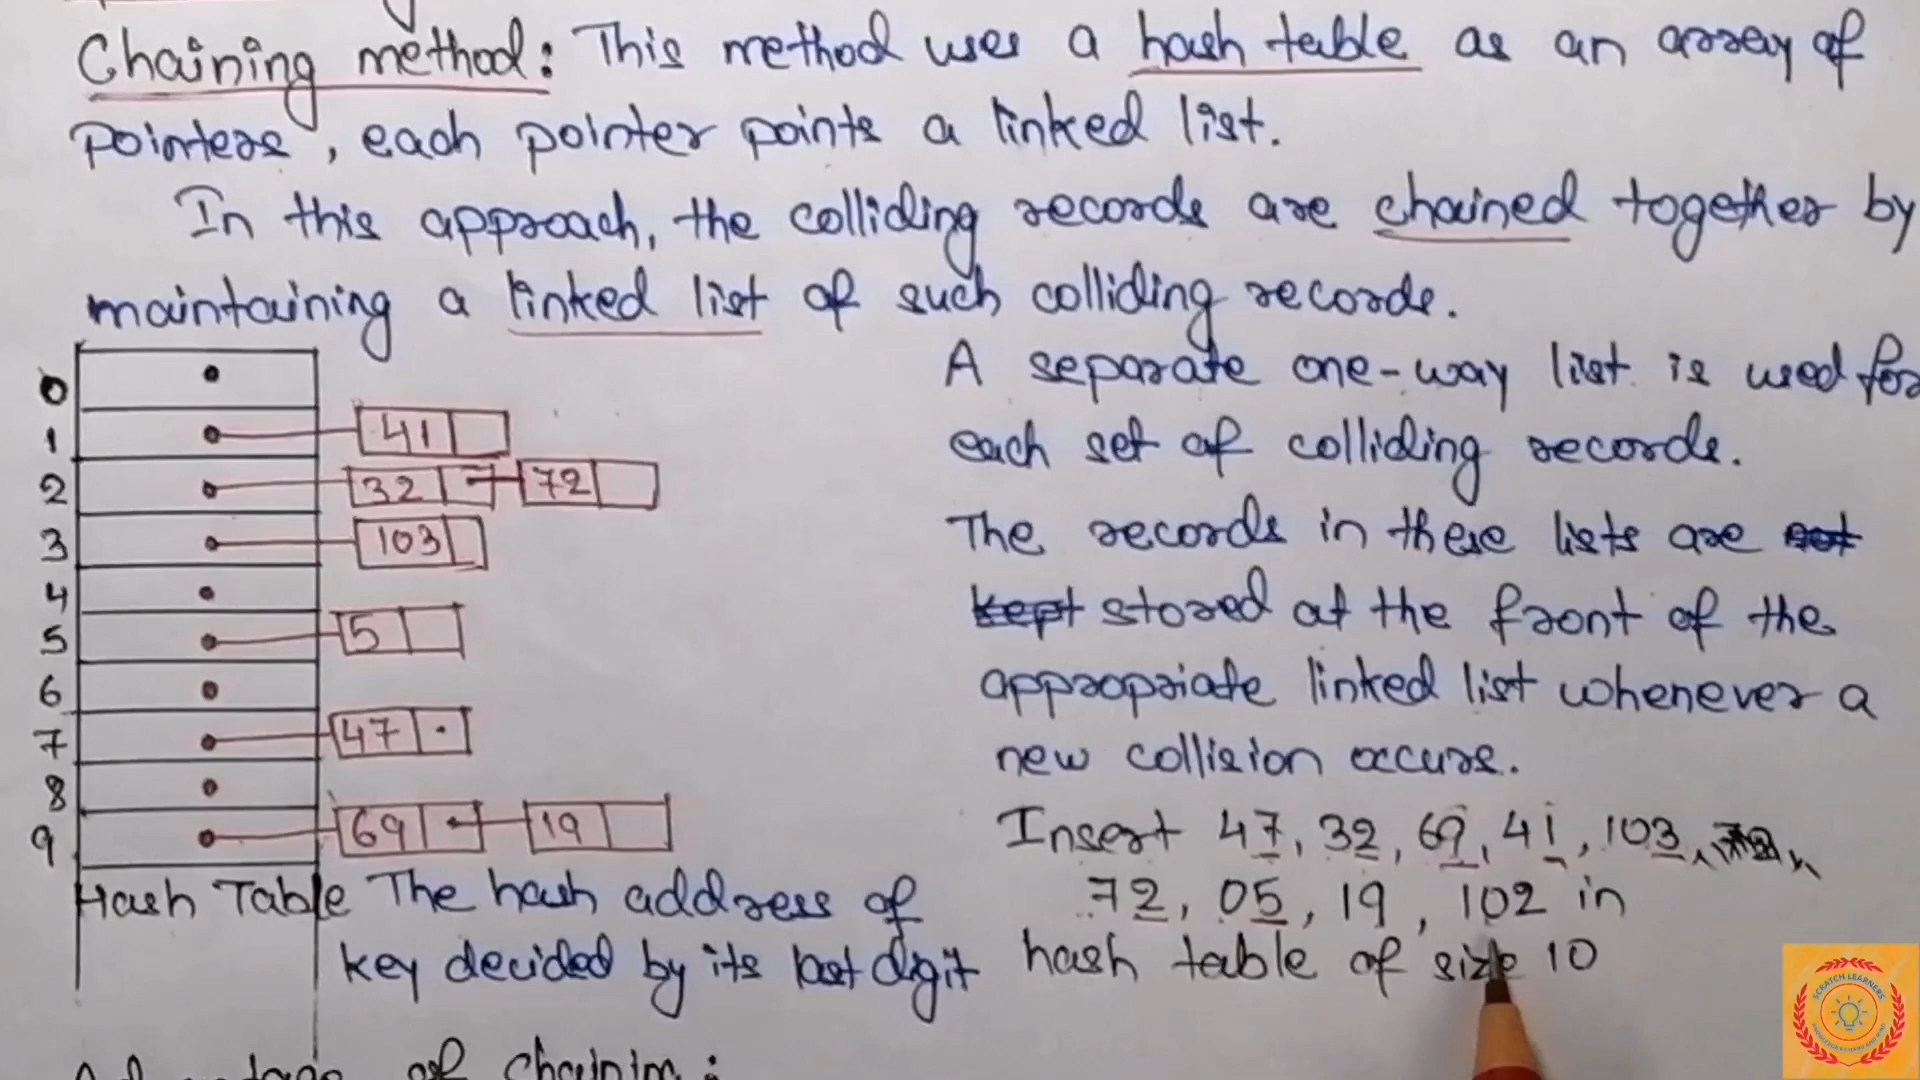 Chaining method: This method uses a hash table as an array of
pointers, each pointer points a linked list.
In this approach, the colliding records are chained together by
maintaining a linked list of such colliding records.
A separate one-way list is used for
each set of colliding records.
The records in these lists are not
kept stored at the front of the
appropriate linked list whenever a
new collision occurs.
Insert 47, 32, 69, 41, 103,
72, 05, 19, 102 in
hash table of size 10
0
1 41
2 32 72
3 103
4
5 5
6
7 47
8
9 69 19
Hash Table The hash address of
key decided by its last digit
of chaining:
SCRATCH LEARNERS